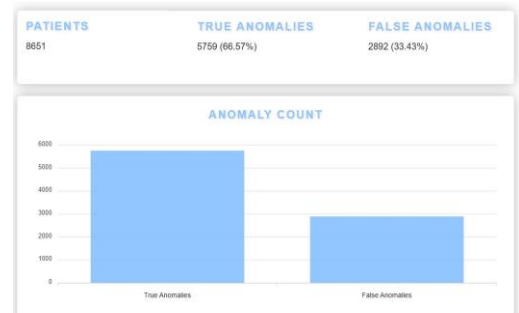 PATIENTS
8651
TRUE ANOMALIES
5759 (66.57%)
FALSE ANOMALIES
2892 (33.43%)
ANOMALY COUNT
6000
5000
4000
3000
2000
1000
0
True Anomalies
False Anomalies